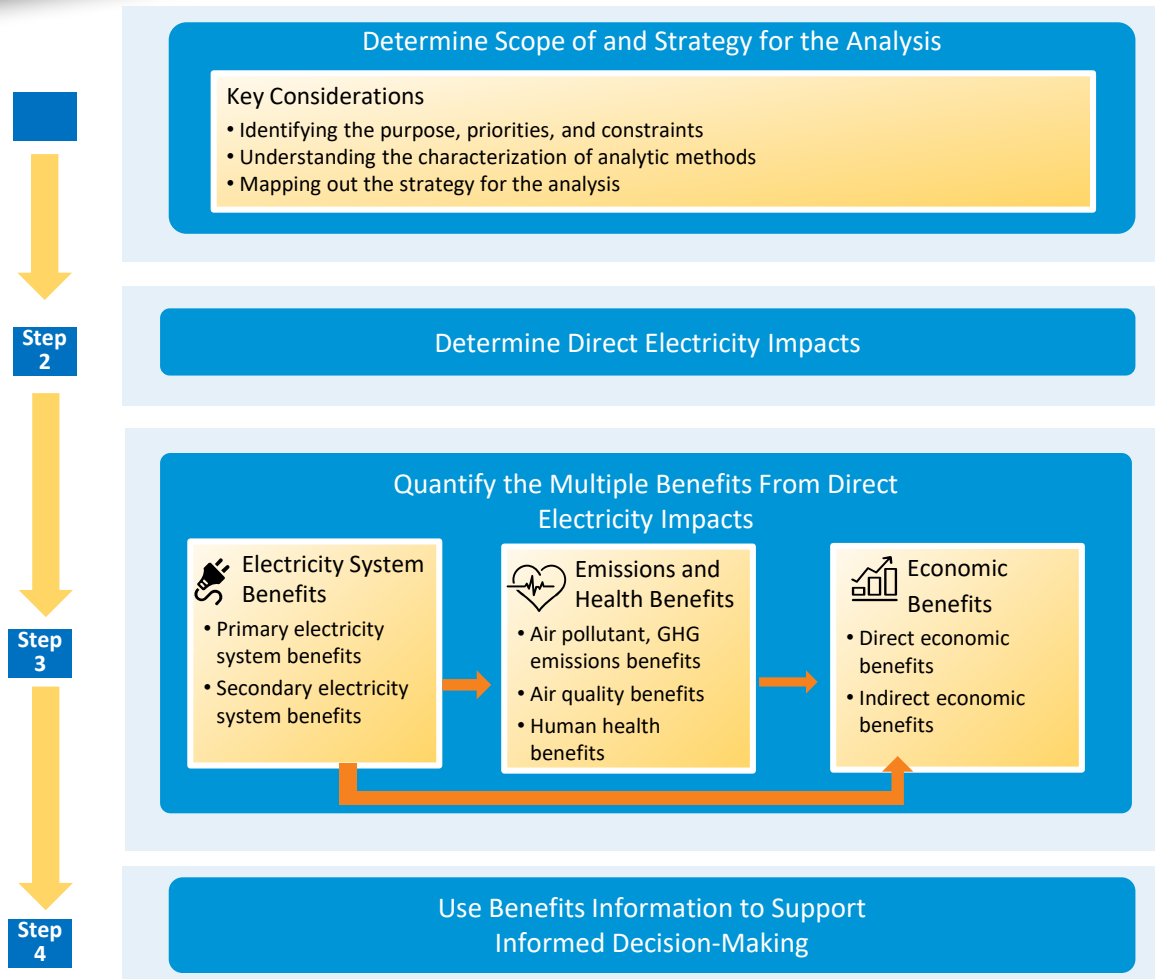 Determine Scope of and Strategy for the Analysis
Key Considerations
• Identifying the purpose, priorities, and constraints
• Understanding the characterization of analytic methods
• Mapping out the strategy for the analysis
Step
2
Determine Direct Electricity Impacts
Step
3
Quantify the Multiple Benefits From Direct
Electricity Impacts
Electricity System
Benefits
• Primary electricity
system benefits
• Secondary electricity
system benefits
Emissions and
Health Benefits
• Air pollutant, GHG
emissions benefits
• Air quality benefits
• Human health
benefits
Economic
Benefits
• Direct economic
benefits
• Indirect economic
benefits
Step
4
Use Benefits Information to Support
Informed Decision-Making